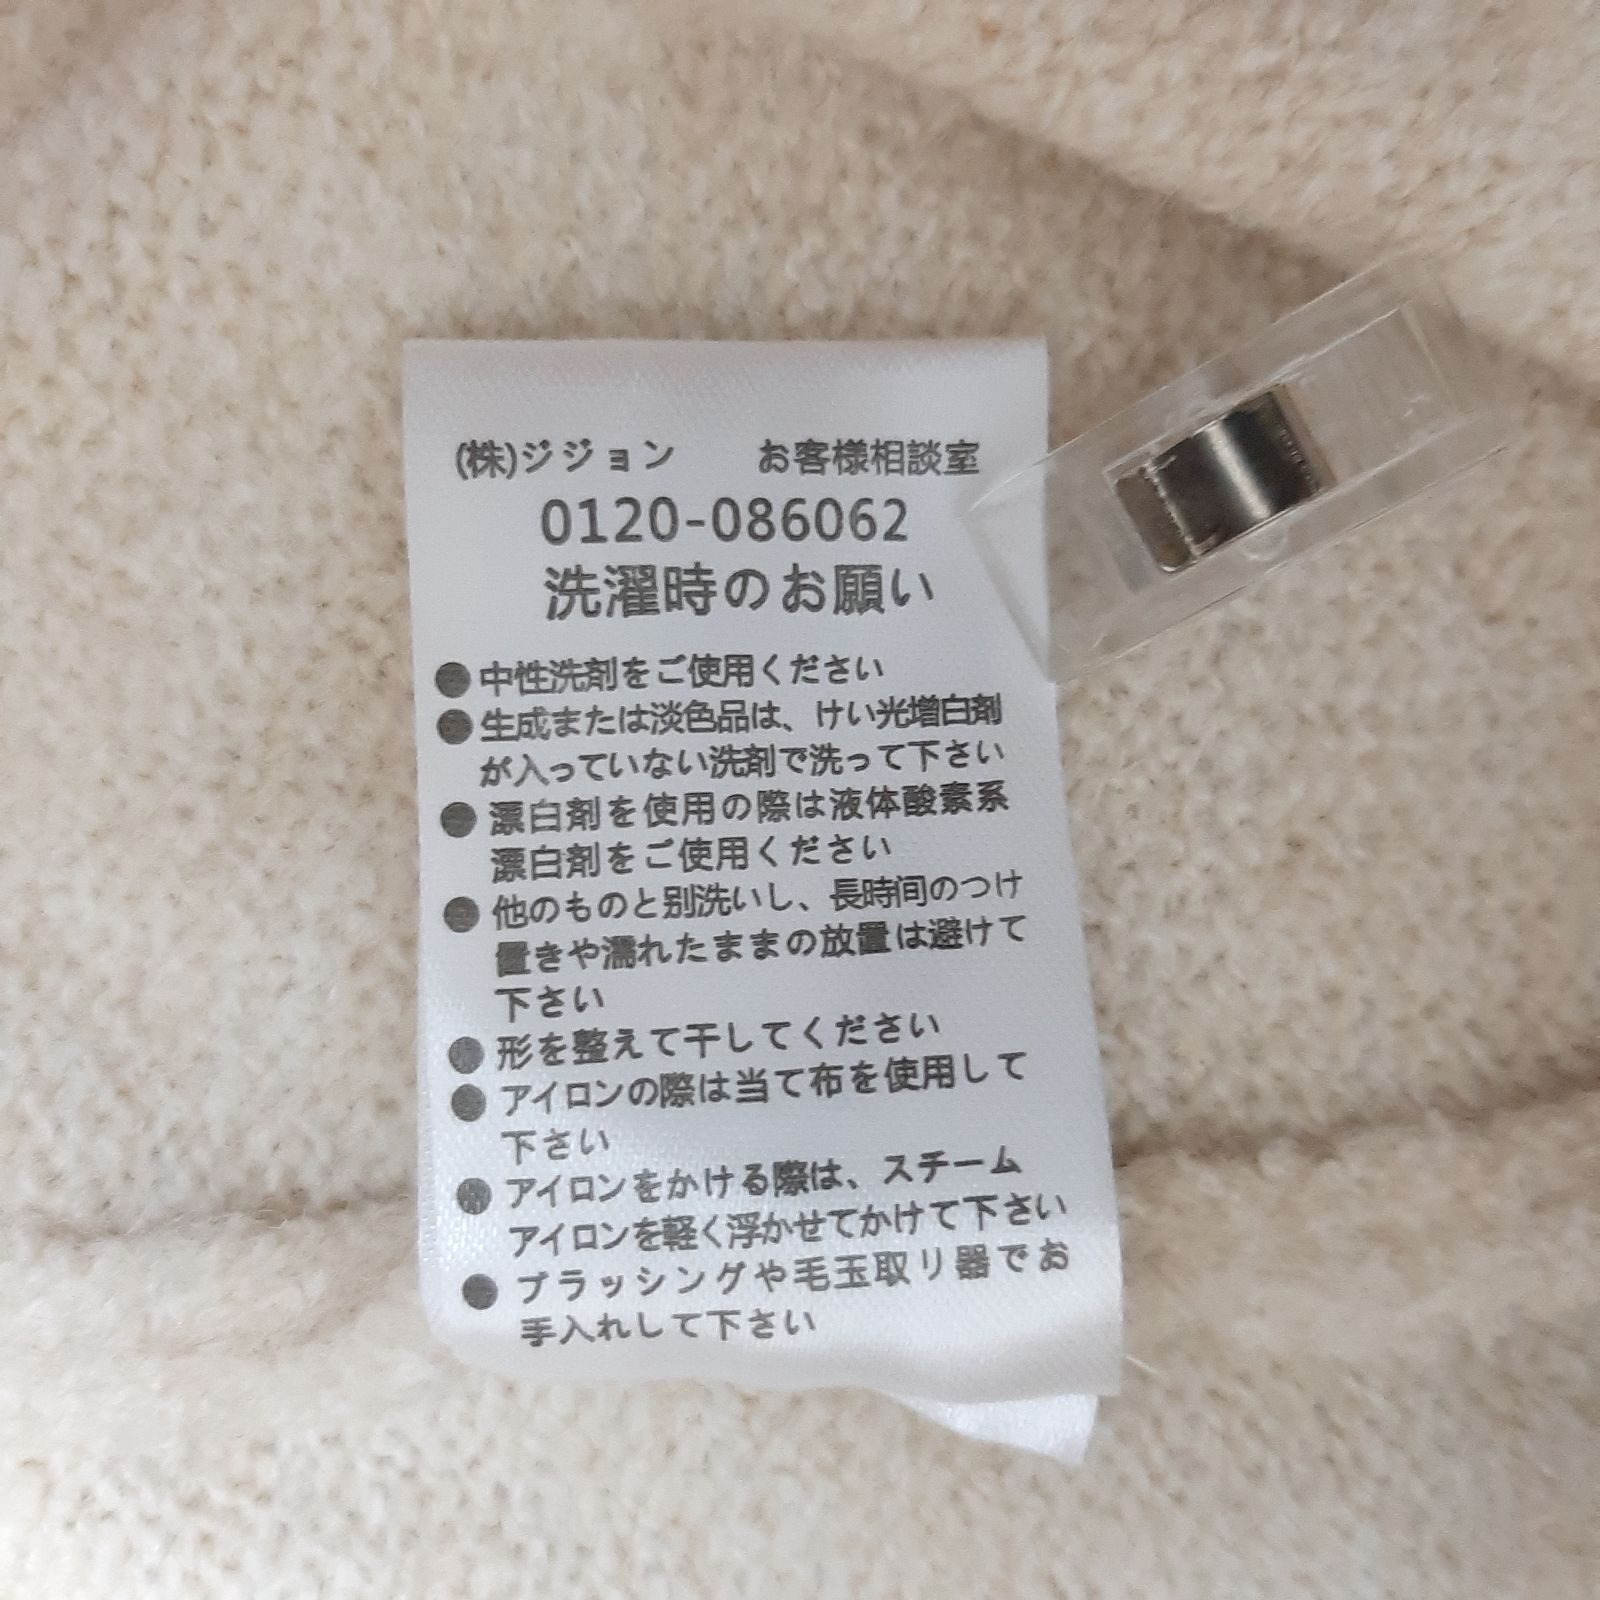 (株)ジジョン　お客様相談室
0120-086062
洗濯時のお願い
●中性洗剤をご使用ください
●生成または淡色品は、けい光増白剤
が入っていない洗剤で洗って下さい
●漂白剤を使用の際は液体酸素系
漂白剤をご使用ください
●他のものと別洗いし、長時間のつけ
置きや濡れたままの放置は避けて
下さい
●形を整えて干してください
●アイロンの際は当て布を使用して
下さい
●アイロンをかける際は、スチーム
アイロンを軽く浮かせてかけて下さい
●ブラッシングや毛玉取り器でお
手入れして下さい